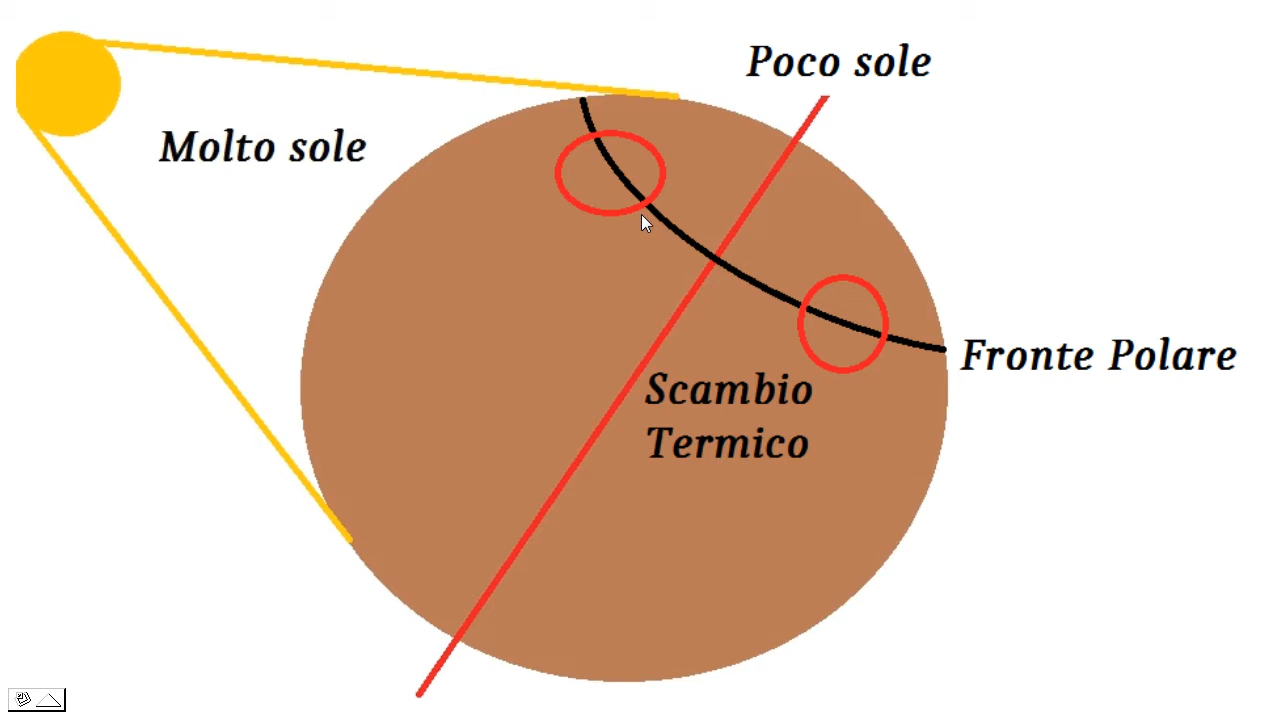 Poco sole
Molto sole
Fronte Polare
Scambio
Termico